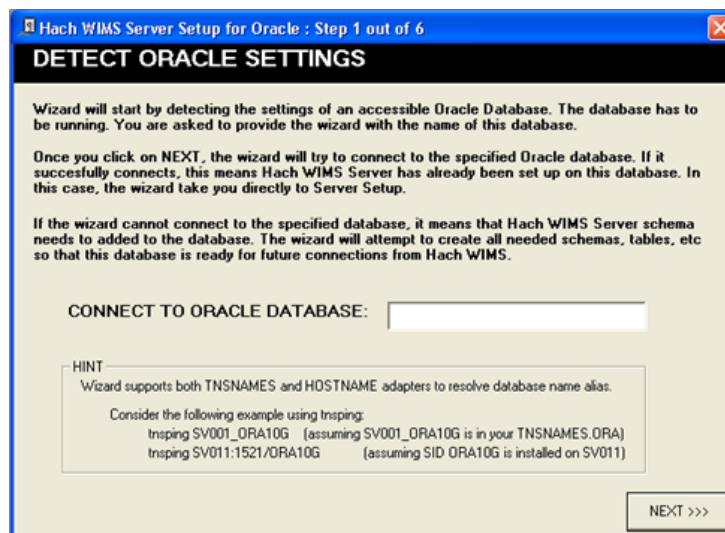 Hach WIMS Server Setup for Oracle : Step 1 out of 6
DETECT ORACLE SETTINGS
Wizard will start by detecting the settings of an accessible Oracle Database. The database has to
be running. You are asked to provide the wizard with the name of this database.
Once you click on NEXT, the wizard will try to connect to the specified Oracle database. If it
succesfully connects, this means Hach WIMS Server has already been set up on this database. In
this case, the wizard take you directly to Server Setup.
If the wizard cannot connect to the specified database, it means that Hach WIMS Server schema
needs to added to the database. The wizard will attempt to create all needed schemas, tables, etc
so that this database is ready for future connections from Hach WIMS.
CONNECT TO ORACLE DATABASE:
HINT
Wizard supports both TNSNAMES and HOSTNAME adapters to resolve database name alias.
Consider the following example using tnsping:
tnsping SV001_ORA10G (assuming SV001_ORA10G is in your TNSNAMES.ORA)
tnsping SV011:1521/ORA10G (assuming SID ORA10G is installed on SV011)
NEXT >>>